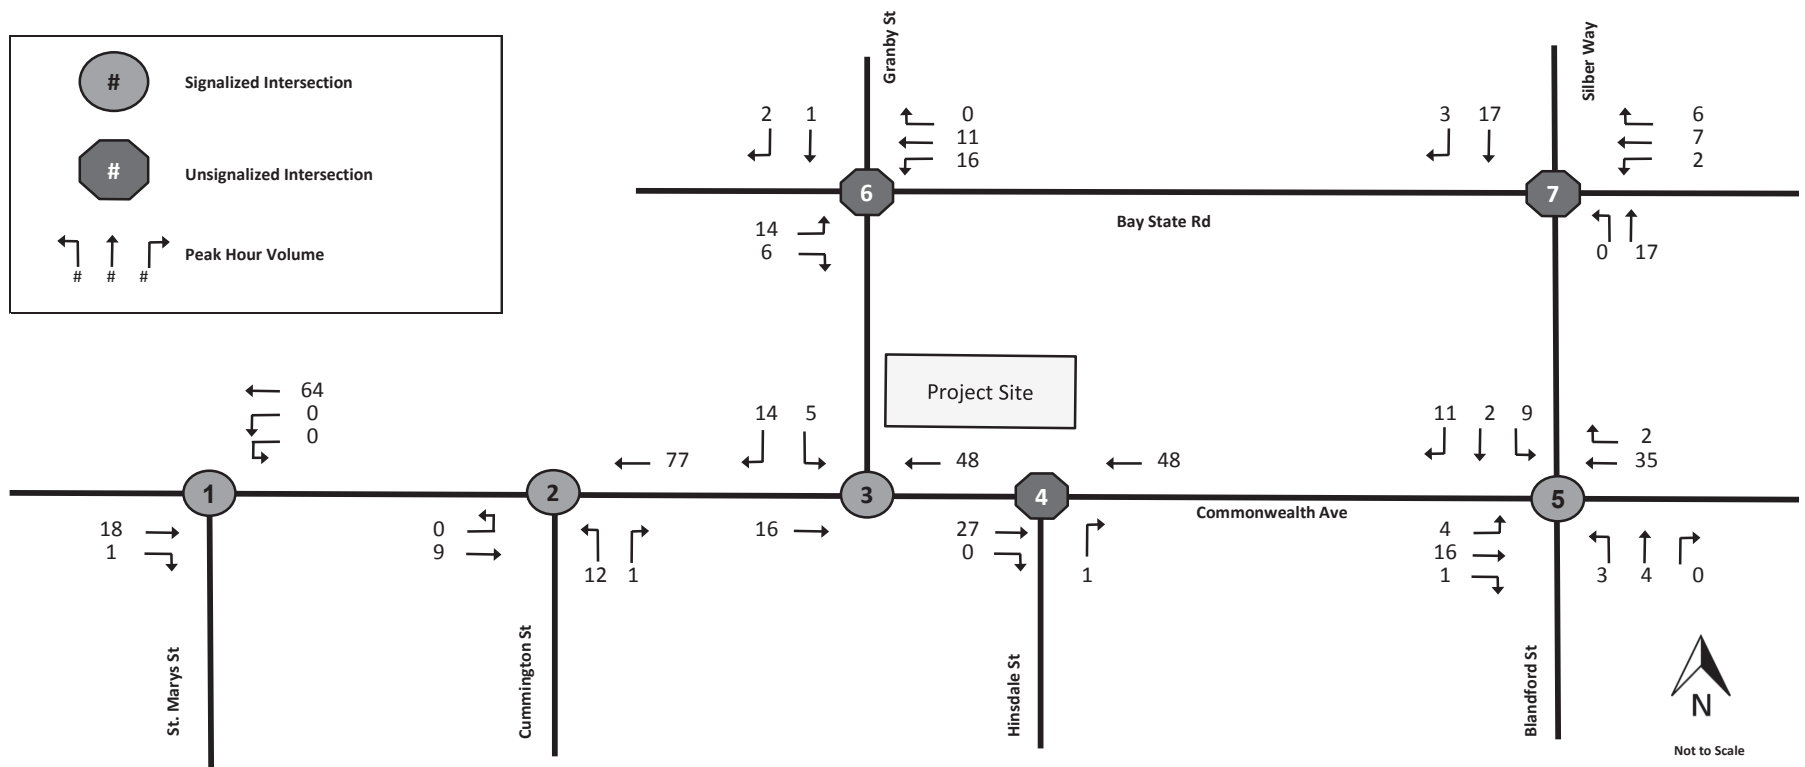 #
Signalized Intersection
#
Unsignalized Intersection
# # #
Peak Hour Volume
Granby St
Silber Way
2 1
0
11
16
3 17
6
7
2
6
7
Bay State Rd
14
6
0 17
Project Site
64
0
0
77
14 5
48
48
11 2 9
2
35
1
2
3
4
5
Commonwealth Ave
18
1
0
9
12 1
16
27
0
1
4
16
1
3 4 0
St. Marys St
Cummington St
Hinsdale St
Blandford St
N
Not to Scale